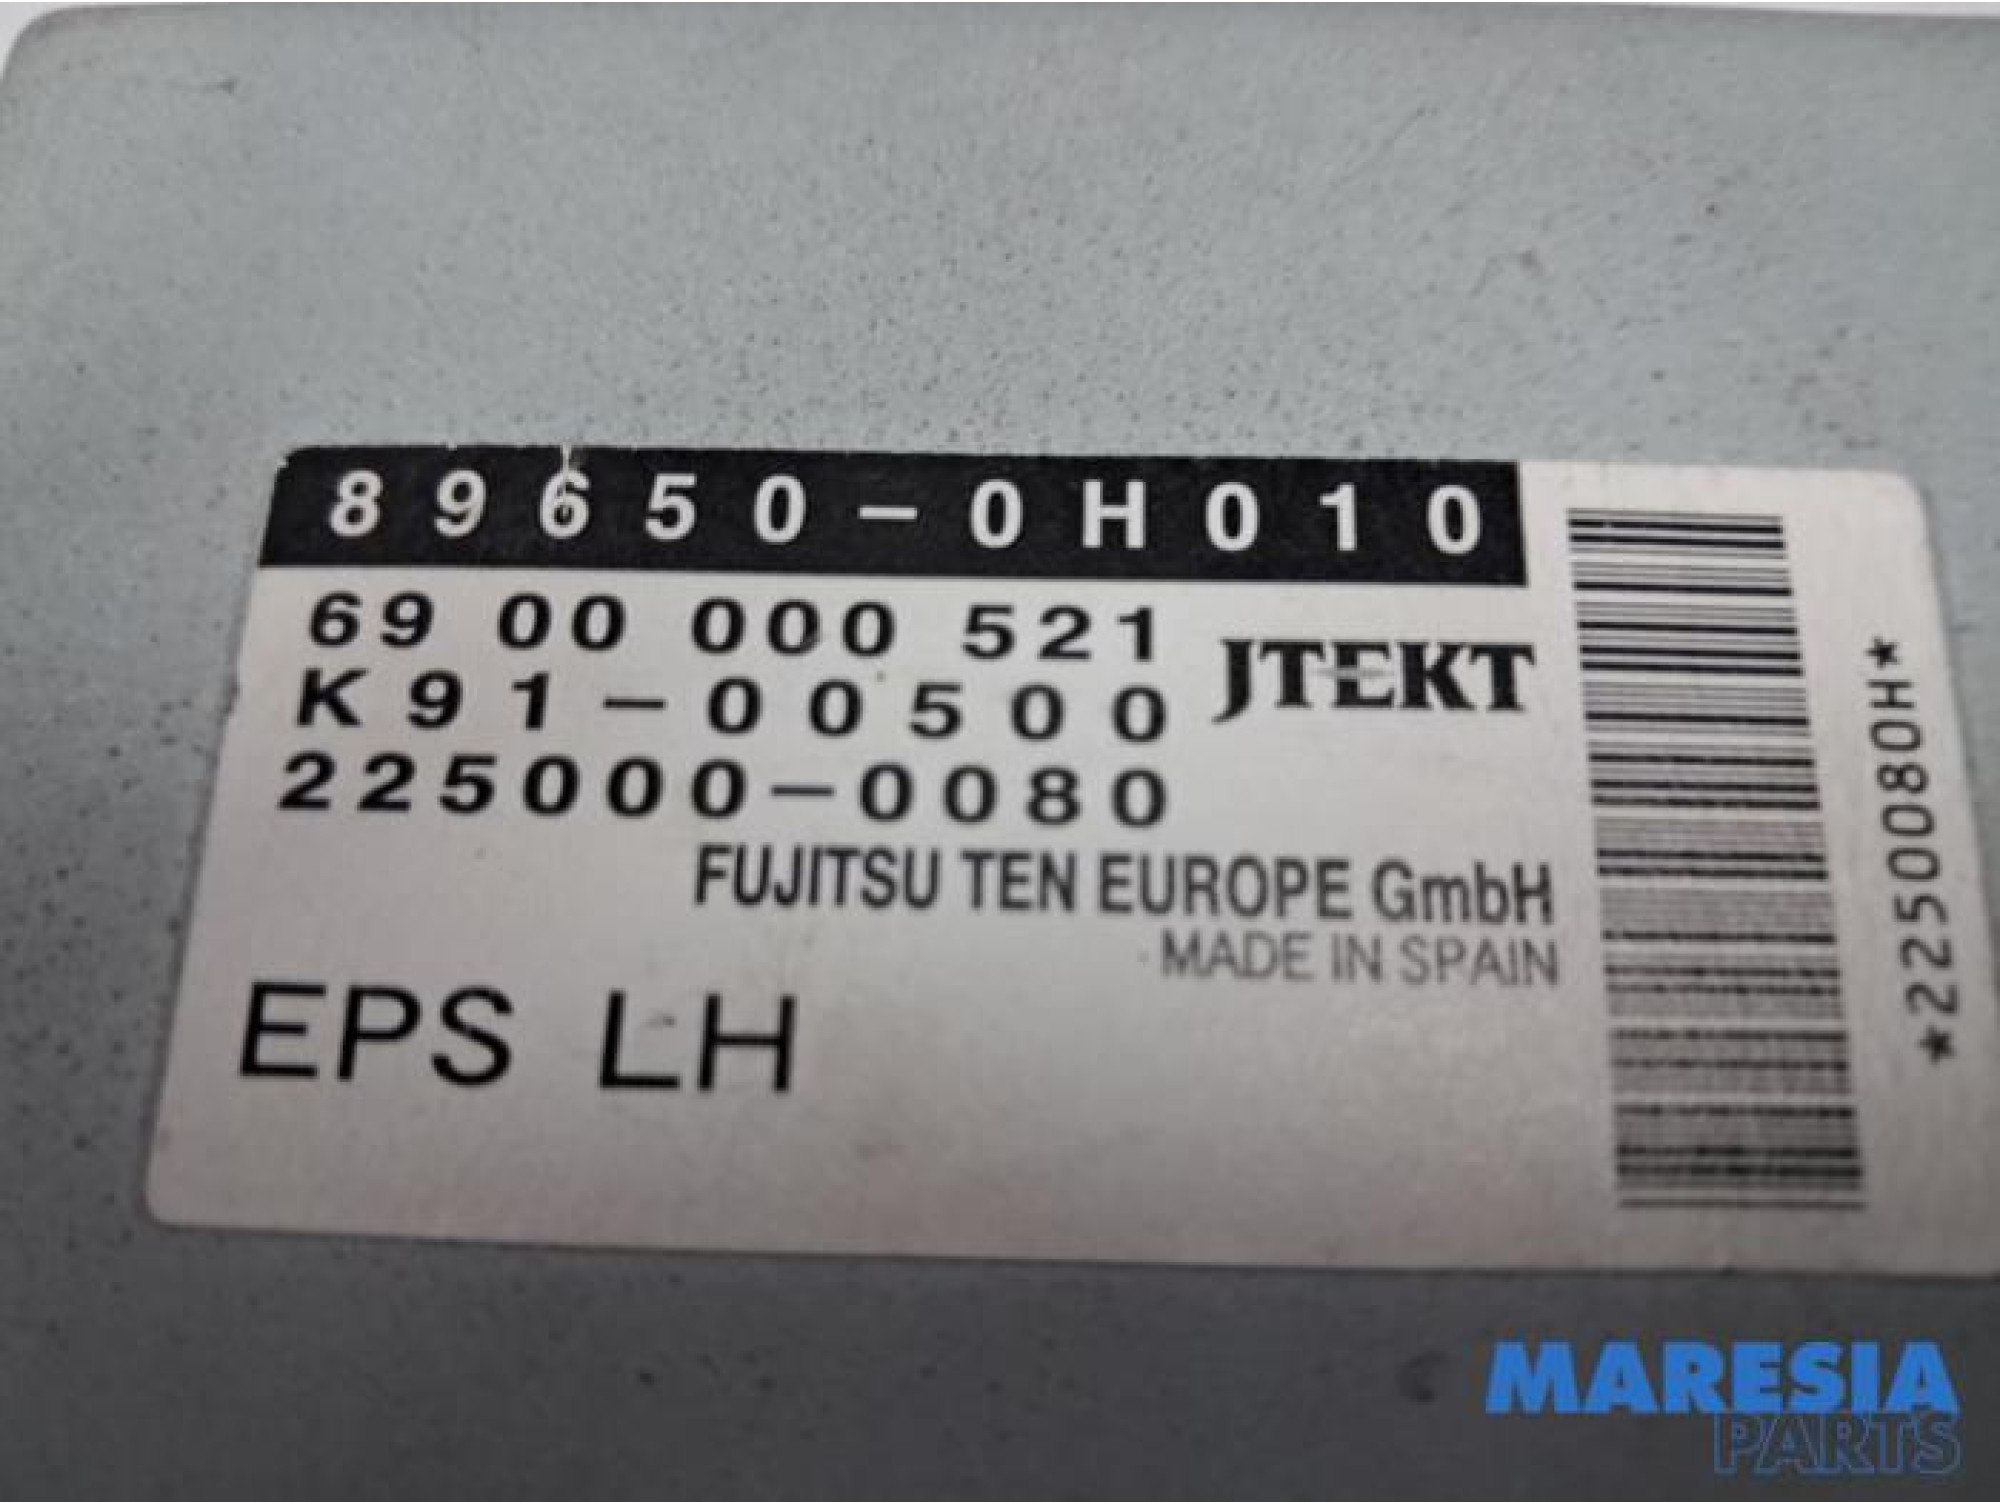 89650-0H010
69 00 000 521
K91-00500
JTEKT
225000-0080
FUJITSU TEN EUROPE GmbH
MADE IN SPAIN
EPS LH
*2250080H*
MARESIA
PARTS